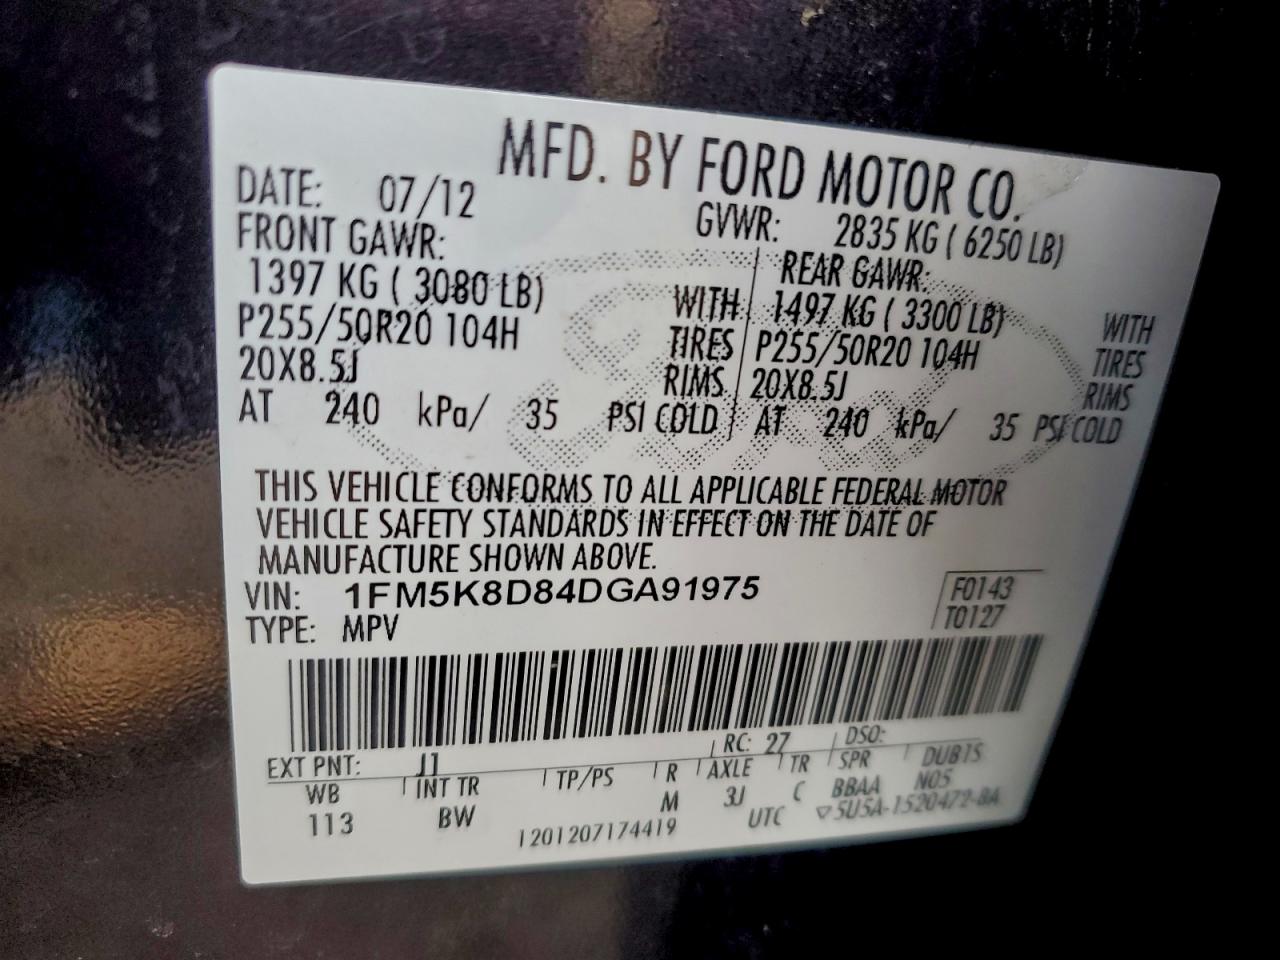 MFD. BY FORD MOTOR CO.
DATE: 07/12 GVWR: 2835 KG ( 6250 LB)
FRONT GAWR: REAR GAWR:
1397 KG ( 3080 LB) WITH 1497 KG ( 3300 LB) WITH
P255/50R20 104H TIRES P255/50R20 104H TIRES
20X8.5J RIMS 20X8.5J RIMS
AT 240 kPa/ 35 PSI COLD AT 240 kPa/ 35 PSI COLD
THIS VEHICLE CONFORMS TO ALL APPLICABLE FEDERAL MOTOR
VEHICLE SAFETY STANDARDS IN EFFECT ON THE DATE OF
MANUFACTURE SHOWN ABOVE.
VIN: 1FM5K8D84DGA91975 F0143
TYPE: MPV T0127
EXT PNT: J1 RC: 27 DSO:
WB INT TR TP/PS R AXLE TR SPR DUB1S
113 BW M 3J C BBAA N05
1201207174419 UTC ▽5U5A-1520472-BA